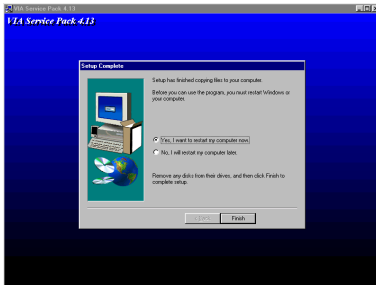 VIA Service Pack 4.13
VIA Service Pack 4.13
Setup Complete
Setup has finished copying files to your computer.
Before you can use the program, you must restart Windows or
your computer.
Yes, I want to restart my computer now.
No, I will restart my computer later.
Remove any disks from their drives, and then click Finish to
complete setup.
Finish